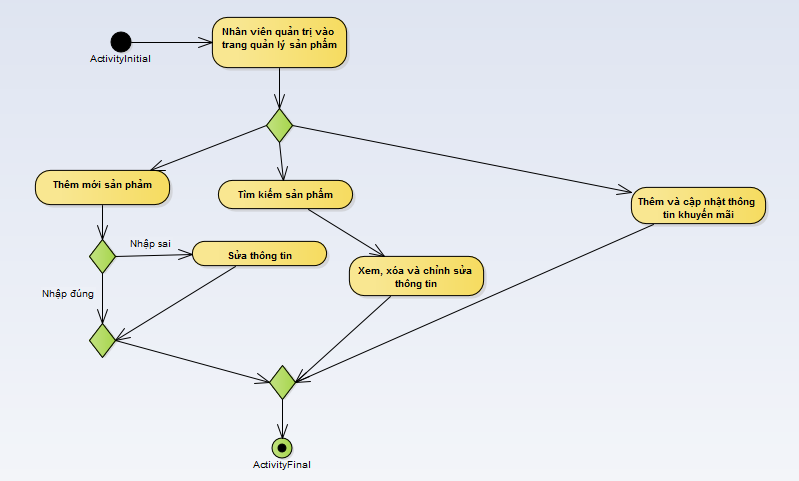 Nhân viên quản trị vào
trang quản lý sản phẩm
ActivityInitial
Thêm mới sản phẩm
Tìm kiếm sản phẩm
Thêm và cập nhật thông
tin khuyến mãi
Nhập sai
Sửa thông tin
Xem, xóa và chỉnh sửa
thông tin
Nhập đúng
ActivityFinal